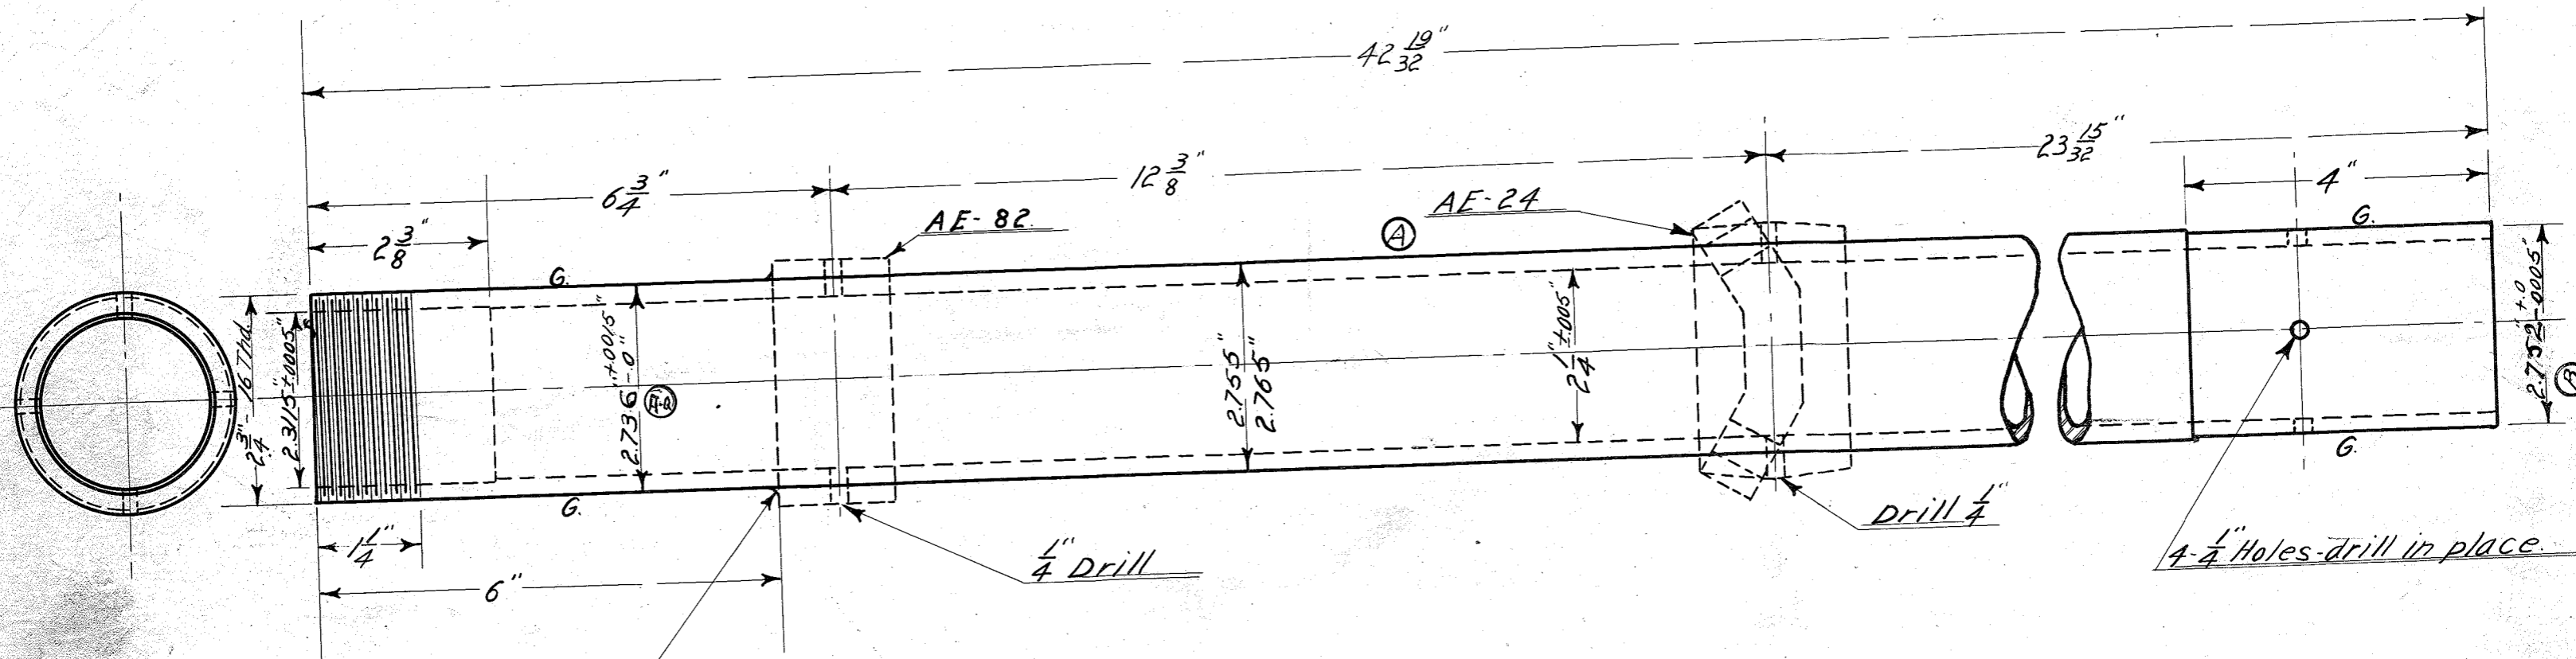 42 19/32"
23 15/32"
6 3/4"
12 3/8"
4"
2 3/8"
AE-82.
AE-24
A
G.
G.
2 3/4" - 16 Thd.
2.3115" ±.0005"
2.736" +.0015" -.0"
2.755"
2.765"
2 1/4" ±.005"
2.752" +0 -.0005"
B
G.
G.
1 1/4"
6"
1/4" Drill
Drill 1/4"
4-1/4" Holes-drill in place.